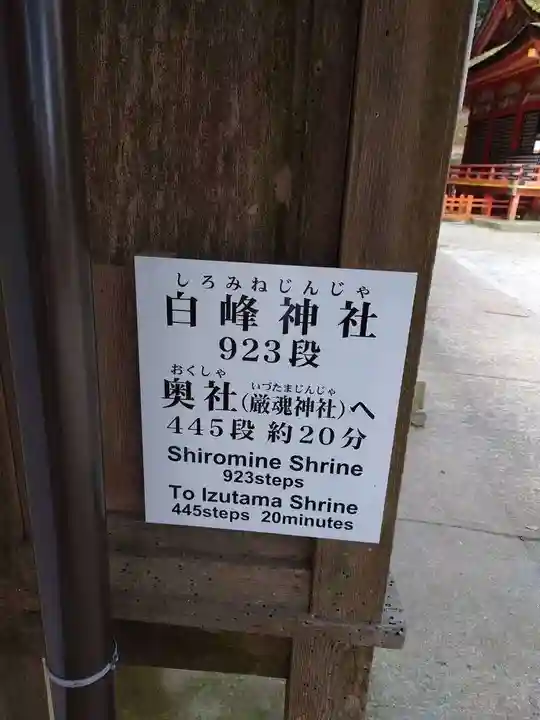 しろみねじんじゃ
白峰神社
923段
おくしゃ いづたまじんじゃ
奥社(厳魂神社)へ
445段 約20分
Shiromine Shrine
923steps
To Izutama Shrine
445steps 20minutes